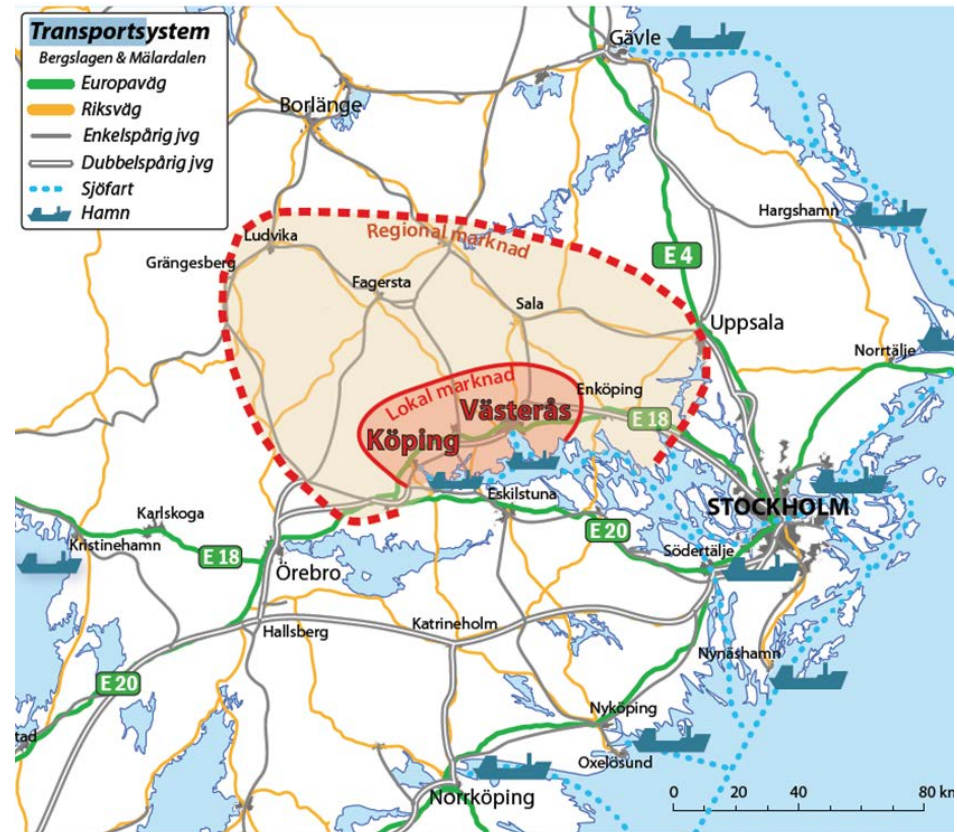 Transportsystem
Bergslagen & Mälardalen
Europaväg
Riksväg
Enkelspårig jvg
Dubbelspårig jvg
Sjöfart
Hamn
Gävle
Borlänge
Hargshamn
Ludvika
Regional marknad
Grängesberg
E 4
Fagersta
Sala
Uppsala
Norrtälje
Lokal marknad
Enköping
Västerås
E 18
Köping
Eskilstuna
STOCKHOLM
Karlskoga
E 20
Kristinehamn
E 18
Södertälje
Örebro
Hallsberg
Katrineholm
Nynäshamn
E 20
Nyköping
tad
Oxelösund
Norrköping
0 20 40 80 km